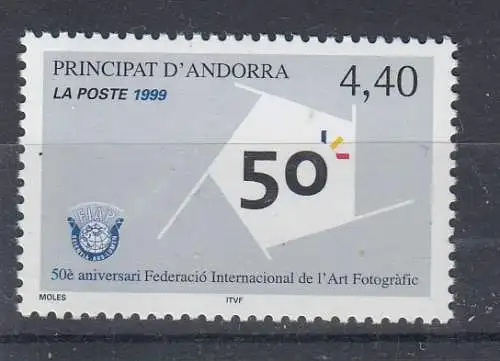 PRINCIPAT D'ANDORRA
4,40
LA POSTE 1999
50
FIAP
50è aniversari Federació Internacional de l'Art Fotogràfic
MOLES
ITVF